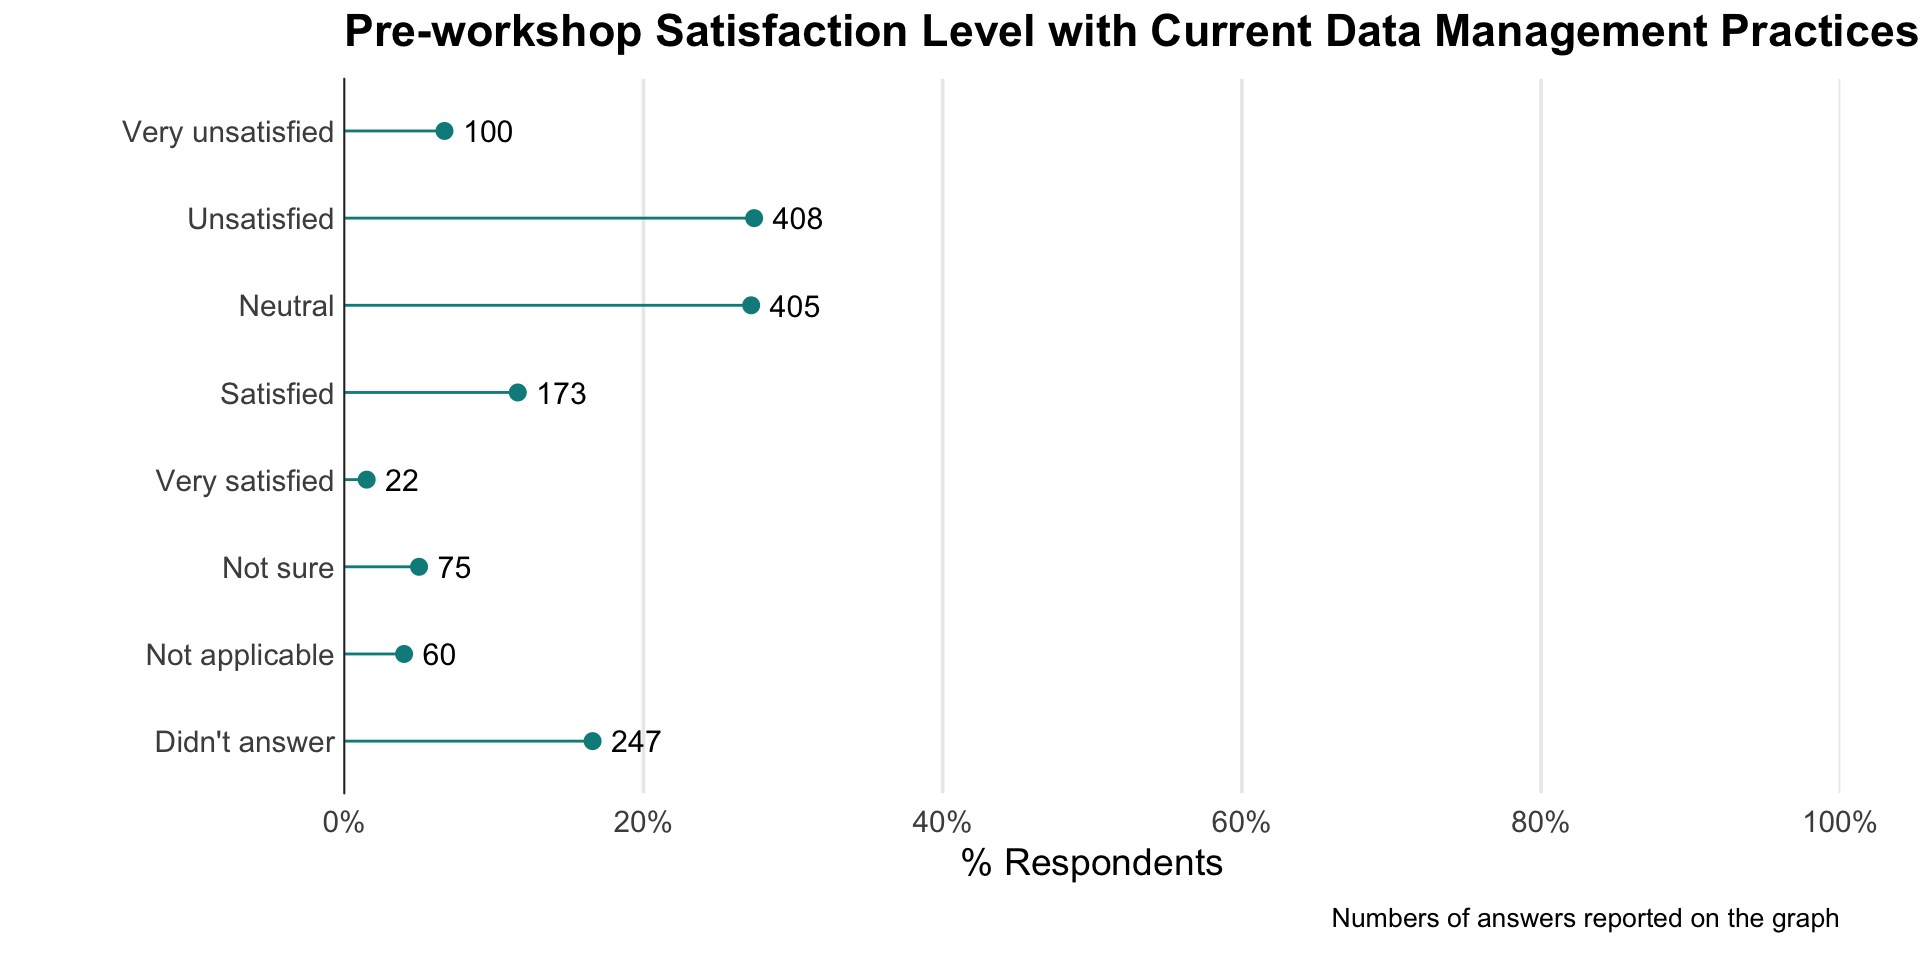 Pre-workshop Satisfaction Level with Current Data Management Practices
Very unsatisfied 100
Unsatisfied 408
Neutral 405
Satisfied 173
Very satisfied 22
Not sure 75
Not applicable 60
Didn't answer 247
0% 20% 40% 60% 80% 100%
% Respondents
Numbers of answers reported on the graph